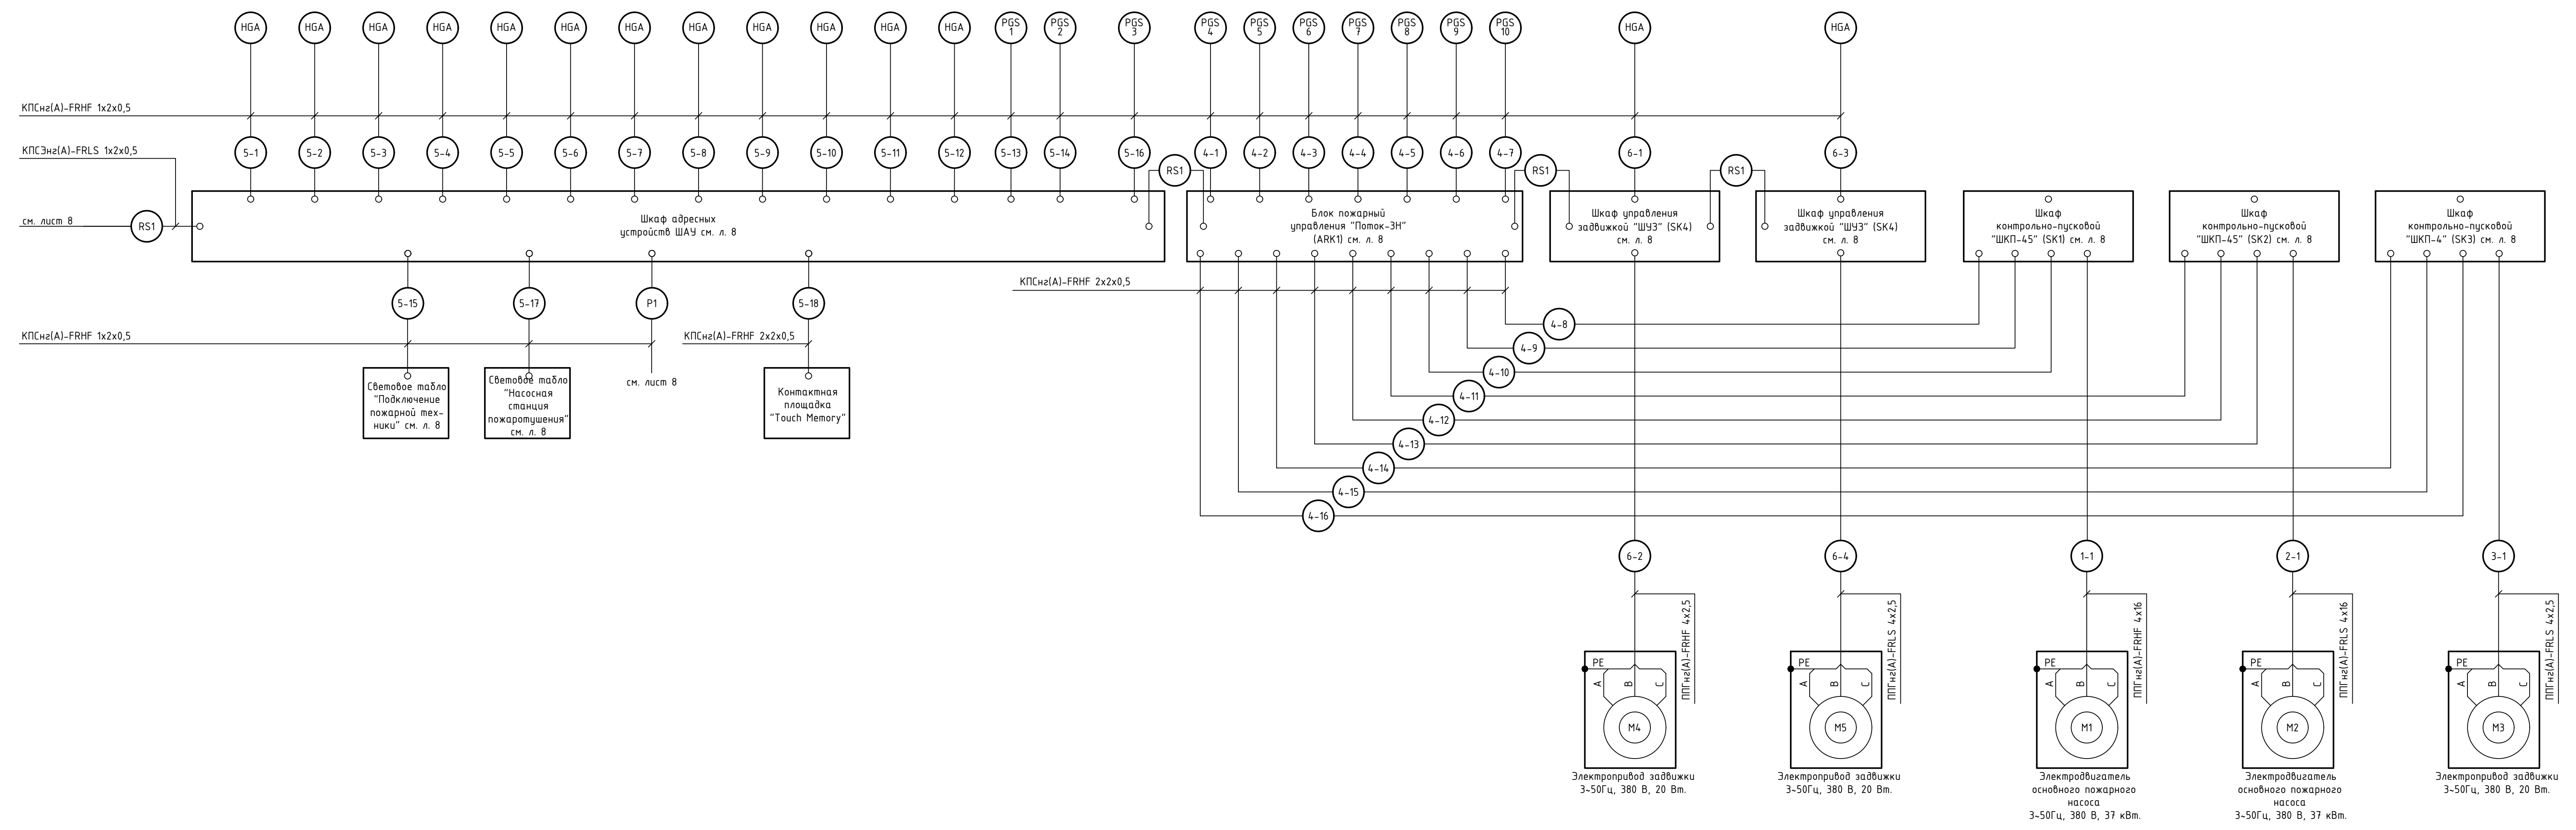 HGA HGA HGA HGA HGA HGA HGA HGA HGA HGA HGA HGA PGS 1 PGS 2 PGS 3 PGS 4 PGS 5 PGS 6 PGS 7 PGS 8 PGS 9 PGS 10 HGA HGA
КПСнг(А)-FRHF 1x2x0,5
КПСЭнг(А)-FRLS 1x2x0,5
5-1 5-2 5-3 5-4 5-5 5-6 5-7 5-8 5-9 5-10 5-11 5-12 5-13 5-14 5-16 4-1 4-2 4-3 4-4 4-5 4-6 4-7 6-1 6-3
RS1 RS1 RS1
см. лист 8
RS1
Шкаф адресных
устройств ШАУ см. л. 8
Блок пожарный
управления "Поток-3Н"
(ARK1) см. л. 8
Шкаф управления
задвижкой "ШУЗ" (SK4)
см. л. 8
Шкаф управления
задвижкой "ШУЗ" (SK4)
см. л. 8
Шкаф
контрольно-пусковой
"ШКП-45" (SK1) см. л. 8
Шкаф
контрольно-пусковой
"ШКП-45" (SK2) см. л. 8
Шкаф
контрольно-пусковой
"ШКП-4" (SK3) см. л. 8
КПСнг(А)-FRHF 2x2x0,5
5-15 5-17 P1 5-18
КПСнг(А)-FRHF 1x2x0,5
КПСнг(А)-FRHF 2x2x0,5
4-8
4-9
4-10
4-11
4-12
4-13
4-14
4-15
4-16
Световое табло
"Подключение
пожарной тех-
ники" см. л. 8
Световое табло
"Насосная
станция
пожаротушения"
см. л. 8
см. лист 8
Контактная
площадка
"Touch Memory"
6-2 6-4 1-1 2-1 3-1
ППГнг(А)-FRHF 4x2,5
ППГнг(А)-FRLS 4x2,5
ППГнг(А)-FRHF 4x16
ППГнг(А)-FRLS 4x16
ППГнг(А)-FRLS 4x2,5
PE
A B C
M4
PE
A B C
M5
PE
A B C
M1
PE
A B C
M2
PE
A B C
M3
Электропривод задвижки
3~50Гц, 380 В, 20 Вт.
Электропривод задвижки
3~50Гц, 380 В, 20 Вт.
Электродвигатель
основного пожарного
насоса
3~50Гц, 380 В, 37 кВт.
Электродвигатель
основного пожарного
насоса
3~50Гц, 380 В, 37 кВт.
Электропривод задвижки
3~50Гц, 380 В, 20 Вт.